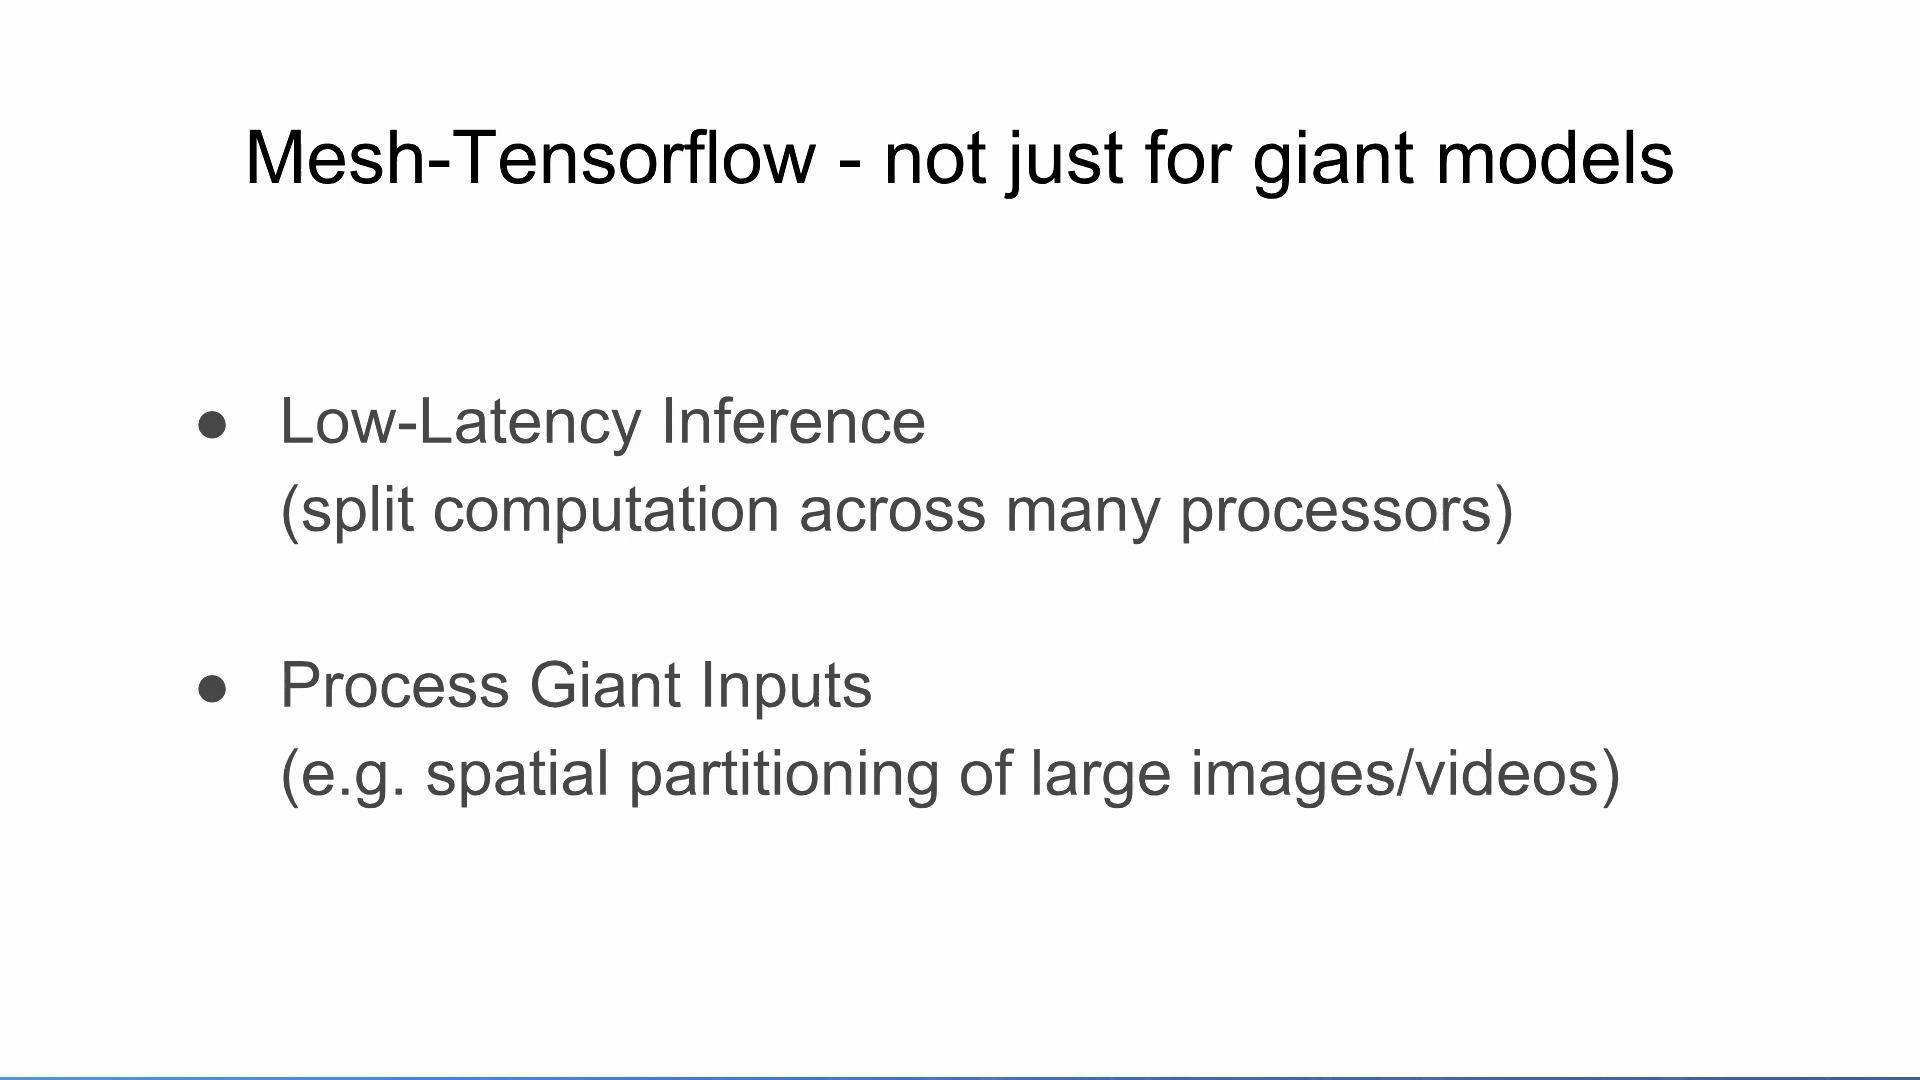 Mesh-Tensorflow - not just for giant models
● Low-Latency Inference
(split computation across many processors)
● Process Giant Inputs
(e.g. spatial partitioning of large images/videos)